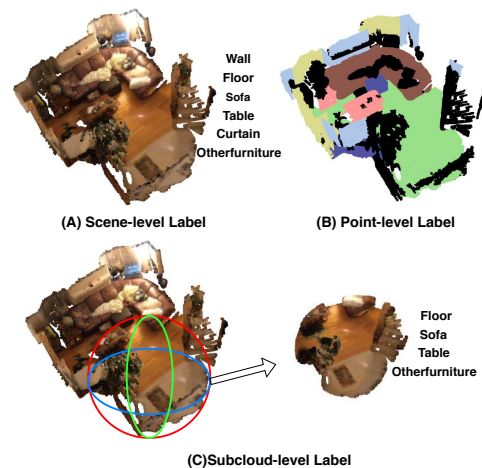 Wall
Floor
Sofa
Table
Curtain
Otherfurniture
(A) Scene-level Label
(B) Point-level Label
Floor
Sofa
Table
Otherfurniture
(C)Subcloud-level Label